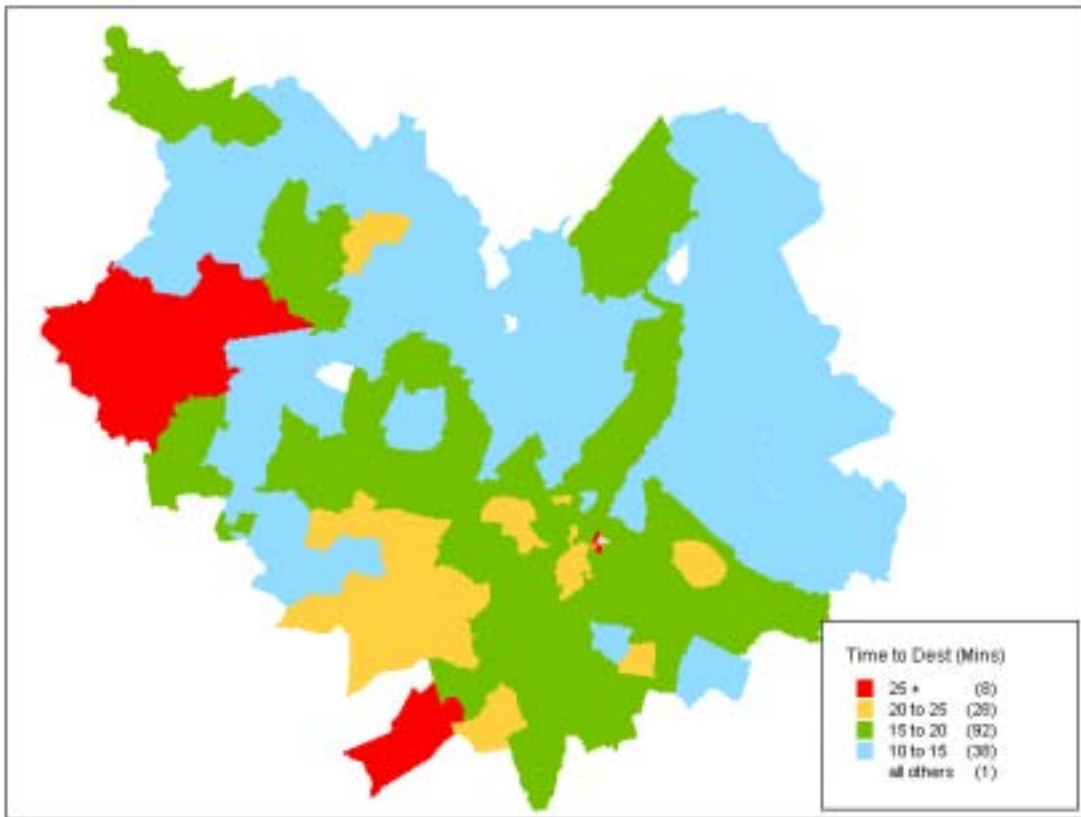 Time to Dest (Mins)
25 + (8)
20 to 25 (28)
15 to 20 (92)
10 to 15 (38)
all others (1)